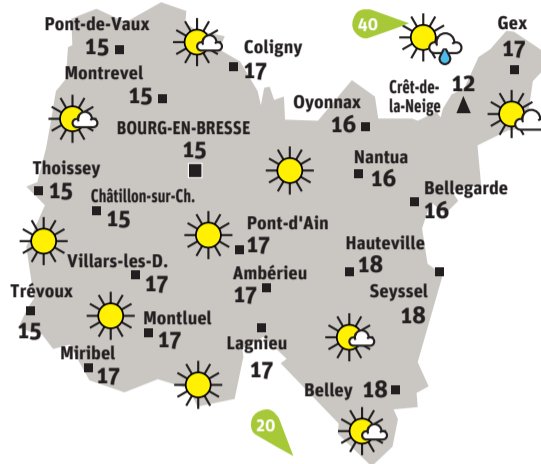 Pont-de-Vaux
15
Coligny
17
40
Gex
17
Montrevel
15
Crêt-de-
la-Neige
12
Oyonnax
16
BOURG-EN-BRESSE
15
Thoissey
15
Châtillon-sur-Ch.
15
Nantua
16
Bellegarde
16
Pont-d'Ain
17
Villars-les-D.
17
Ambérieu
17
Hauteville
18
Seyssel
18
Trévoux
15
Montluel
17
Miribel
17
Lagnieu
17
Belley 18
20